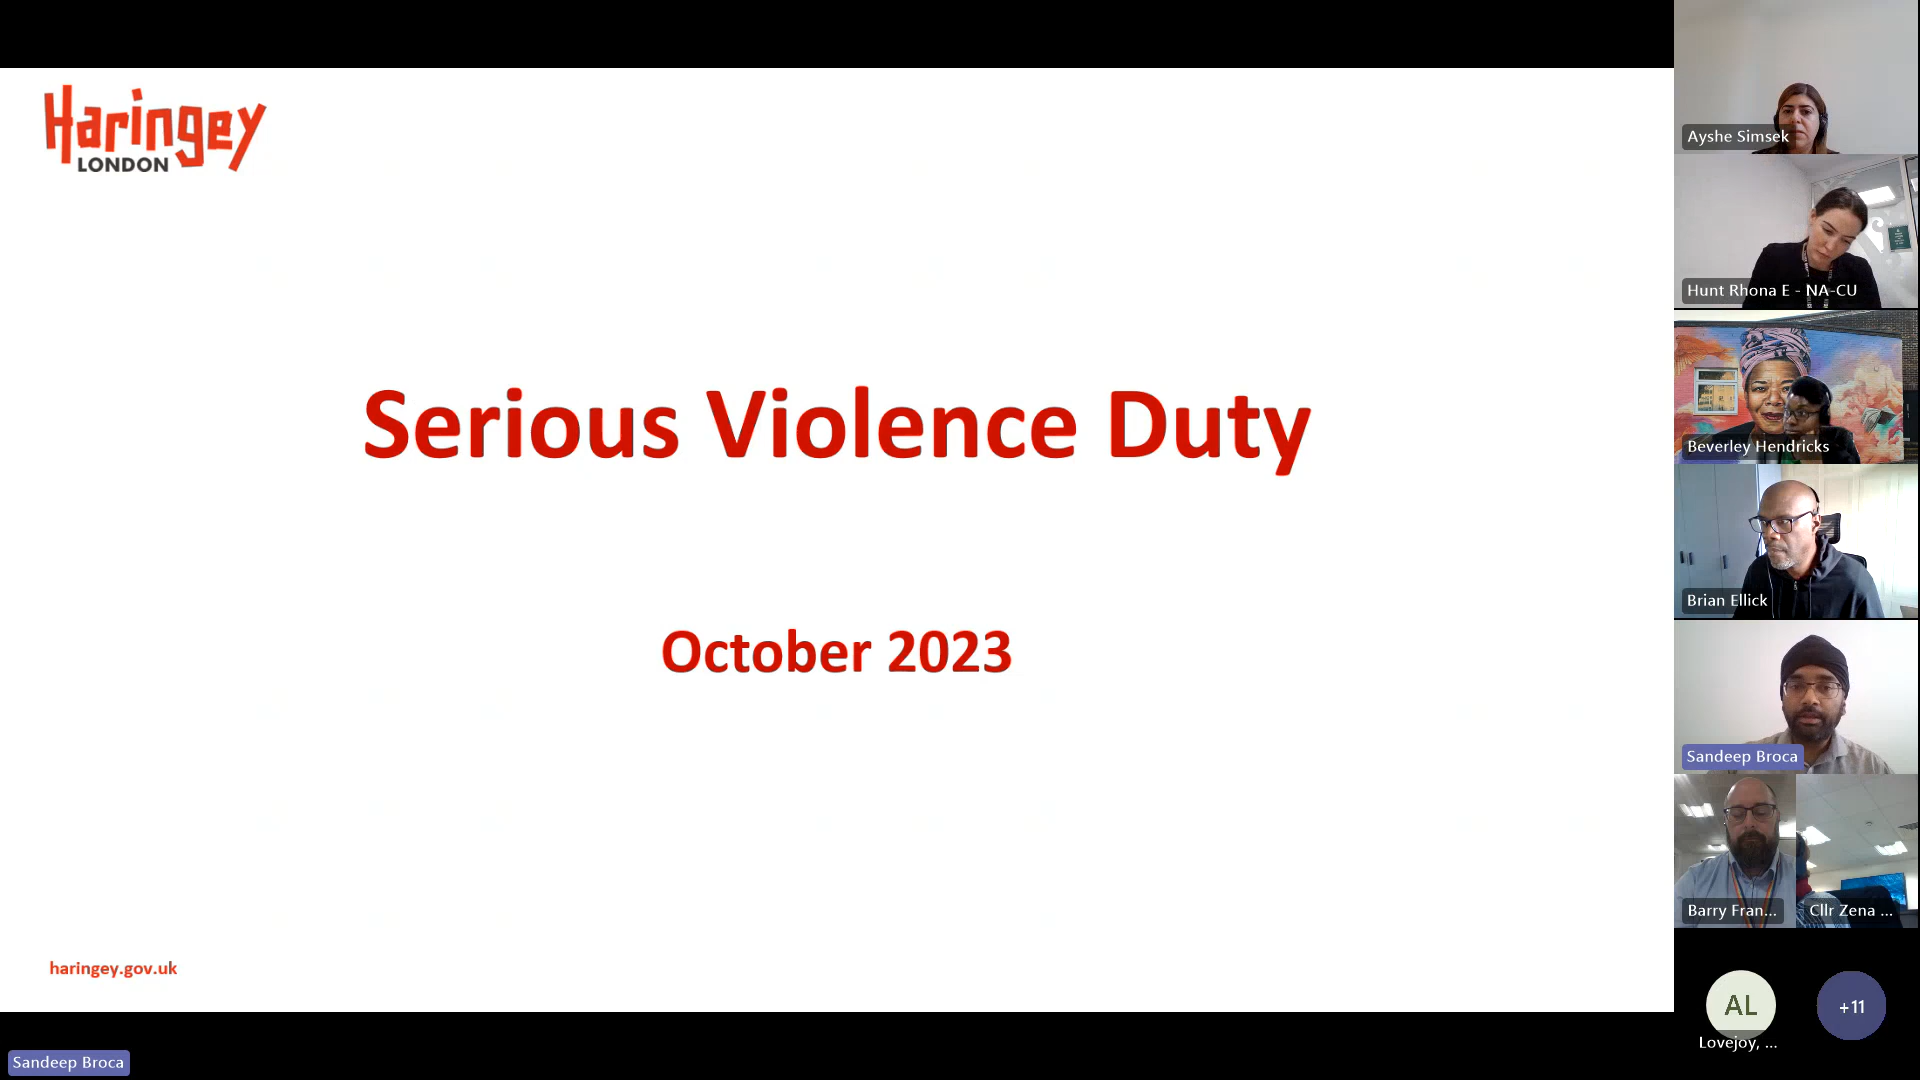 Haringey
LONDON
Serious Violence Duty
October 2023
haringey.gov.uk
Sandeep Broca
Ayshe Simsek
Hunt Rhona E - NA-CU
Beverley Hendricks
Brian Ellick
Sandeep Broca
Barry Fran...
Cllr Zena ...
AL
+11
Lovejoy, ...